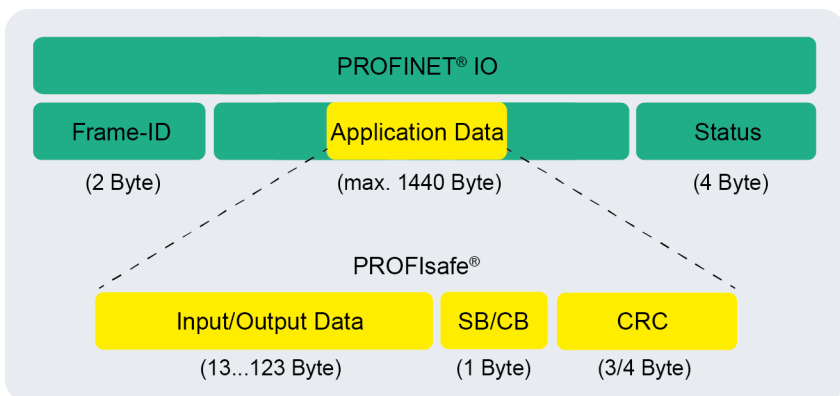 PROFINET® IO
Frame-ID Application Data Status
(2 Byte) (max. 1440 Byte) (4 Byte)
PROFIsafe®
Input/Output Data SB/CB CRC
(13...123 Byte) (1 Byte) (3/4 Byte)